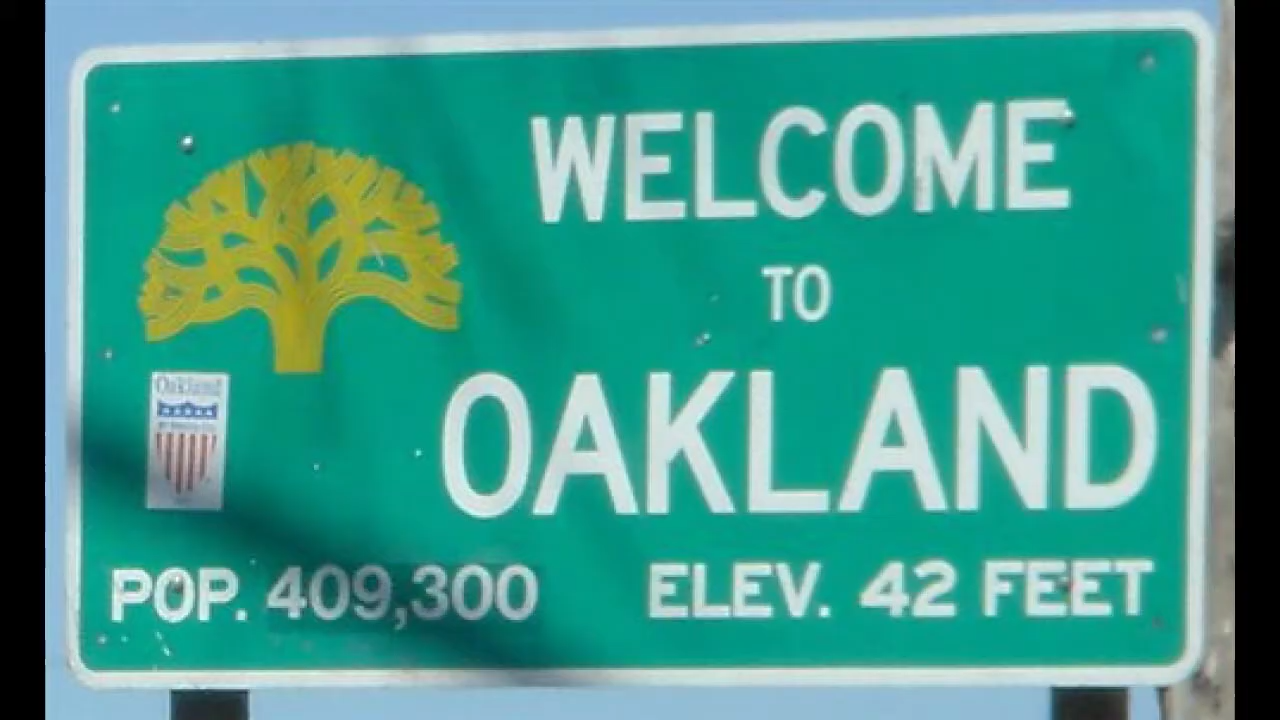 WELCOME
TO
OAKLAND
Oakland
POP. 409,300 ELEV. 42 FEET